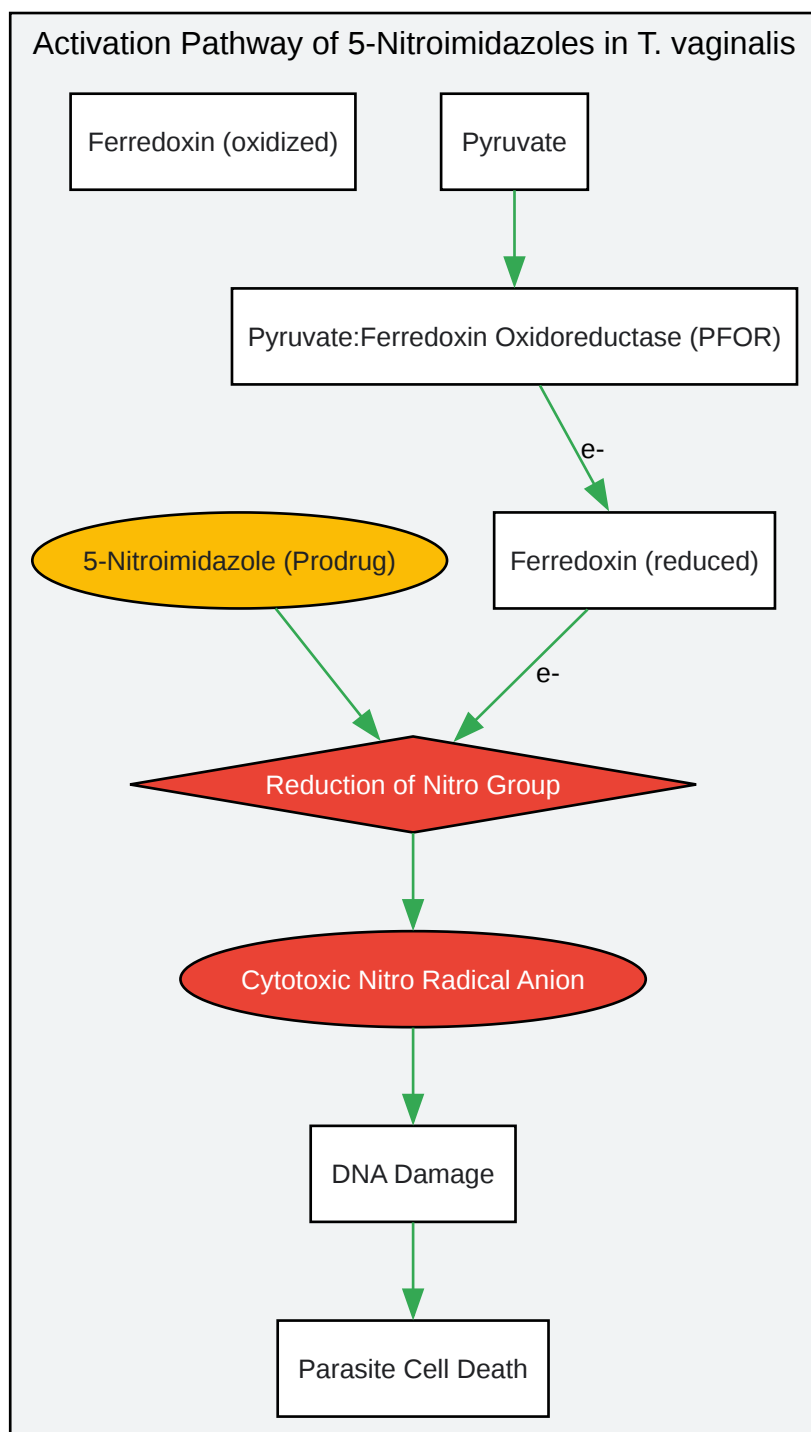 Activation Pathway of 5-Nitroimidazoles in T. vaginalis
Ferredoxin (oxidized)
Pyruvate
Pyruvate:Ferredoxin Oxidoreductase (PFOR)
e-
5-Nitroimidazole (Prodrug)
Ferredoxin (reduced)
e-
Reduction of Nitro Group
Cytotoxic Nitro Radical Anion
DNA Damage
Parasite Cell Death